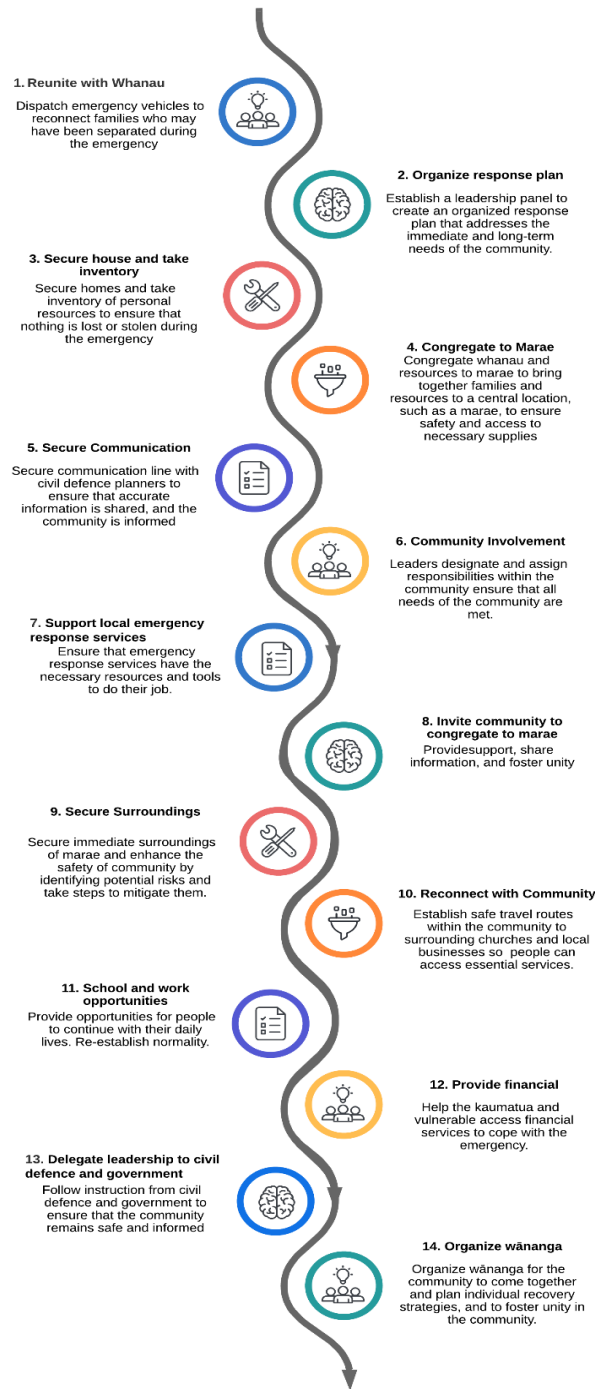 1. Reunite with Whanau
Dispatch emergency vehicles to
reconnect families who may
have been separated during
the emergency
2. Organize response plan
Establish a leadership panel to
create an organized response
plan that addresses the
immediate and long-term
needs of the community.
3. Secure house and take
inventory
Secure homes and take
inventory of personal
resources to ensure that
nothing is lost or stolen during
the emergency
4. Congregate to Marae
Congregate whanau and
resources to marae to bring
together families and
resources to a central location,
such as a marae, to ensure
safety and access to
necessary supplies
5. Secure Communication
Secure communication line with
civil defence planners to
ensure that accurate
information is shared, and the
community is informed
6. Community Involvement
Leaders designate and assign
responsibilities within the
community ensure that all
needs of the community are
met.
7. Support local emergency
response services
Ensure that emergency
response services have the
necessary resources and tools
to do their job.
8. Invite community to
congregate to marae
Providesupport, share
information, and foster unity
9. Secure Surroundings
Secure immediate surroundings
of marae and enhance the
safety of community by
identifying potential risks and
take steps to mitigate them.
10. Reconnect with Community
Establish safe travel routes
within the community to
surrounding churches and local
businesses so people can
access essential services.
11. School and work
opportunities
Provide opportunities for people
to continue with their daily
lives. Re-establish normality.
12. Provide financial
Help the kaumatua and
vulnerable access financial
services to cope with the
emergency.
13. Delegate leadership to civil
defence and government
Follow instruction from civil
defence and government to
ensure that the community
remains safe and informed
14. Organize wānanga
Organize wānanga for the
community to come together
and plan individual recovery
strategies, and to foster unity in
the community.